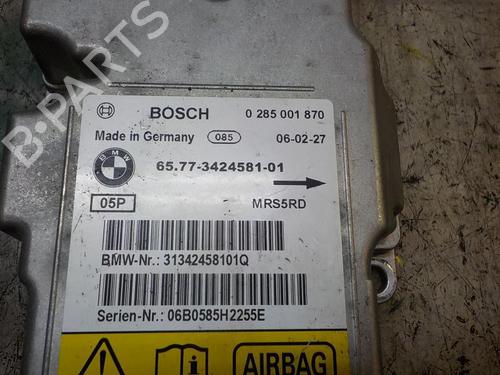 B-PARTS
BOSCH 0 285 001 870
Made in Germany 085 06-02-27
BMW 65.77-3424581-01
05P MRS5RD
BMW-Nr.: 31342458101Q
Serien-Nr.: 06B0585H2255E
AIRBAG